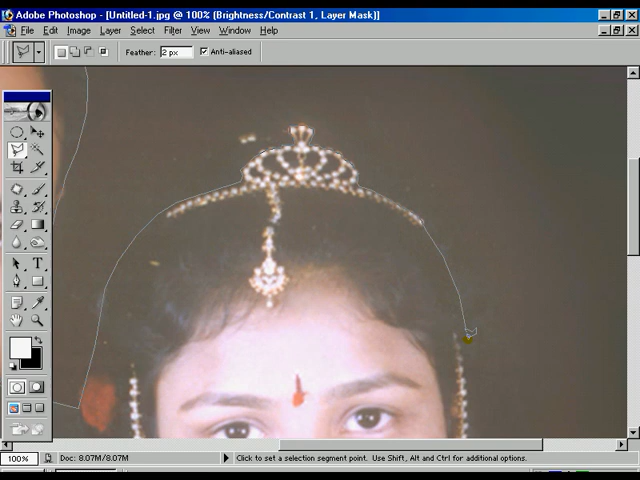 Adobe Photoshop - [Untitled-1.jpg @ 100% (Brightness/Contrast 1, Layer Mask)]
File Edit Image Layer Select Filter View Window Help
Feather: 2 px Anti-aliased
100% Doc: 8.07M/8.07M Click to set a selection segment point. Use Shift, Alt and Ctrl for additional options.